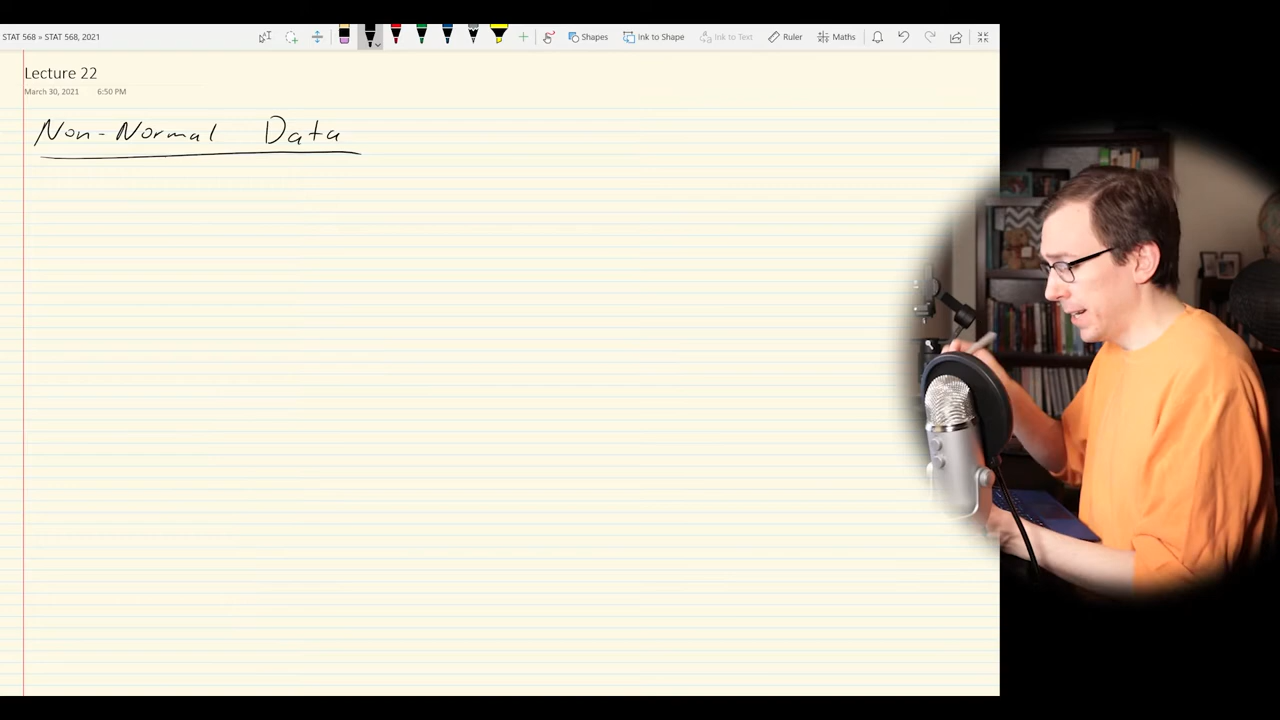 STAT 568 » STAT 568, 2021
Shapes
Ink to Shape
Ink to Text
Ruler
Maths
Lecture 22
March 30, 2021 6:50 PM
Non-Normal Data